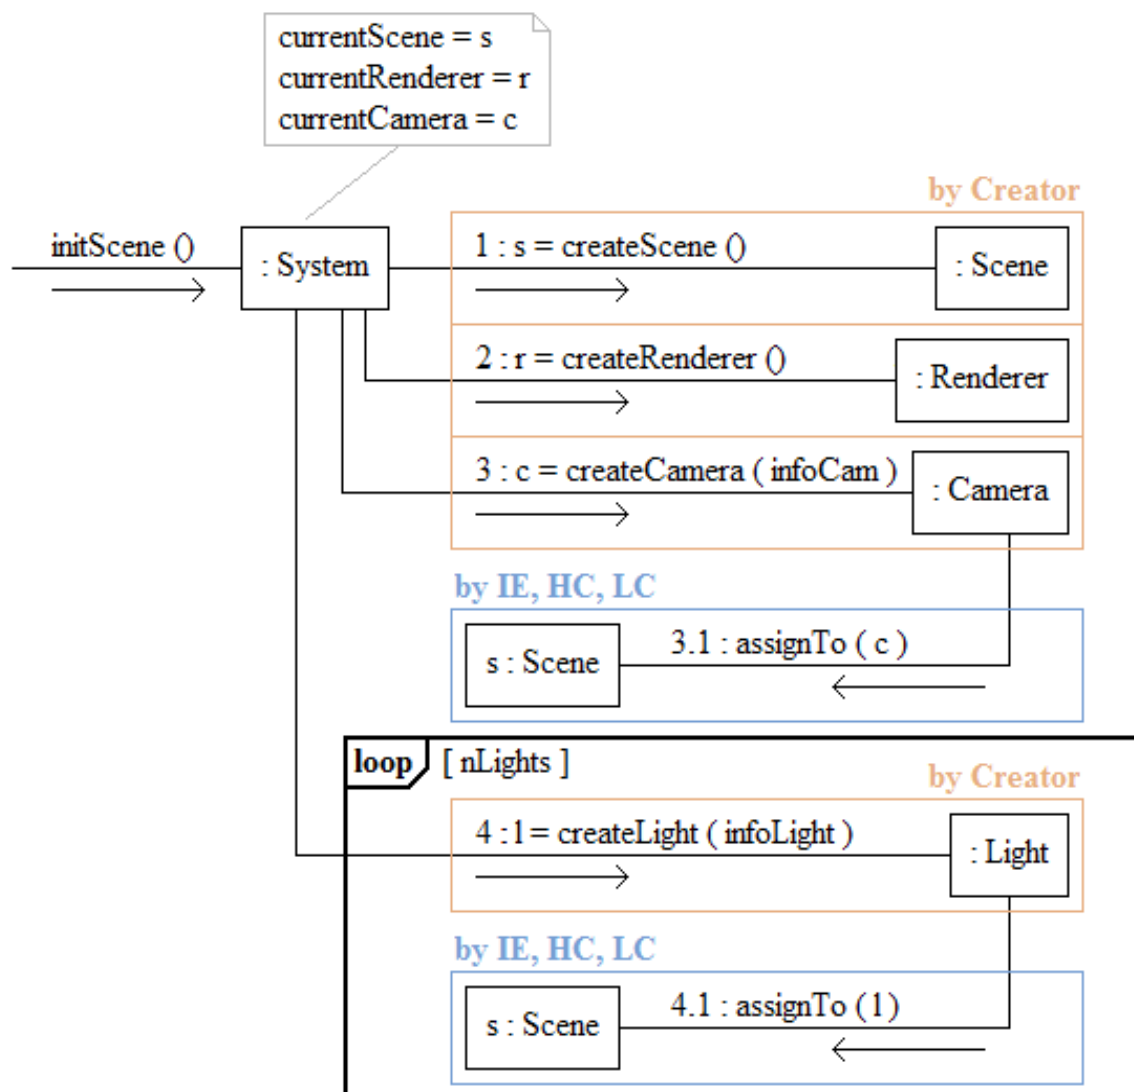 currentScene = s
currentRenderer = r
currentCamera = c
by Creator
initScene ()
: System
1 : s = createScene ()
: Scene
2 : r = createRenderer ()
: Renderer
3 : c = createCamera ( infoCam )
: Camera
by IE, HC, LC
s : Scene
3.1 : assignTo ( c )
loop
[ nLights ]
by Creator
4 : l = createLight ( infoLight )
: Light
by IE, HC, LC
s : Scene
4.1 : assignTo ( l )